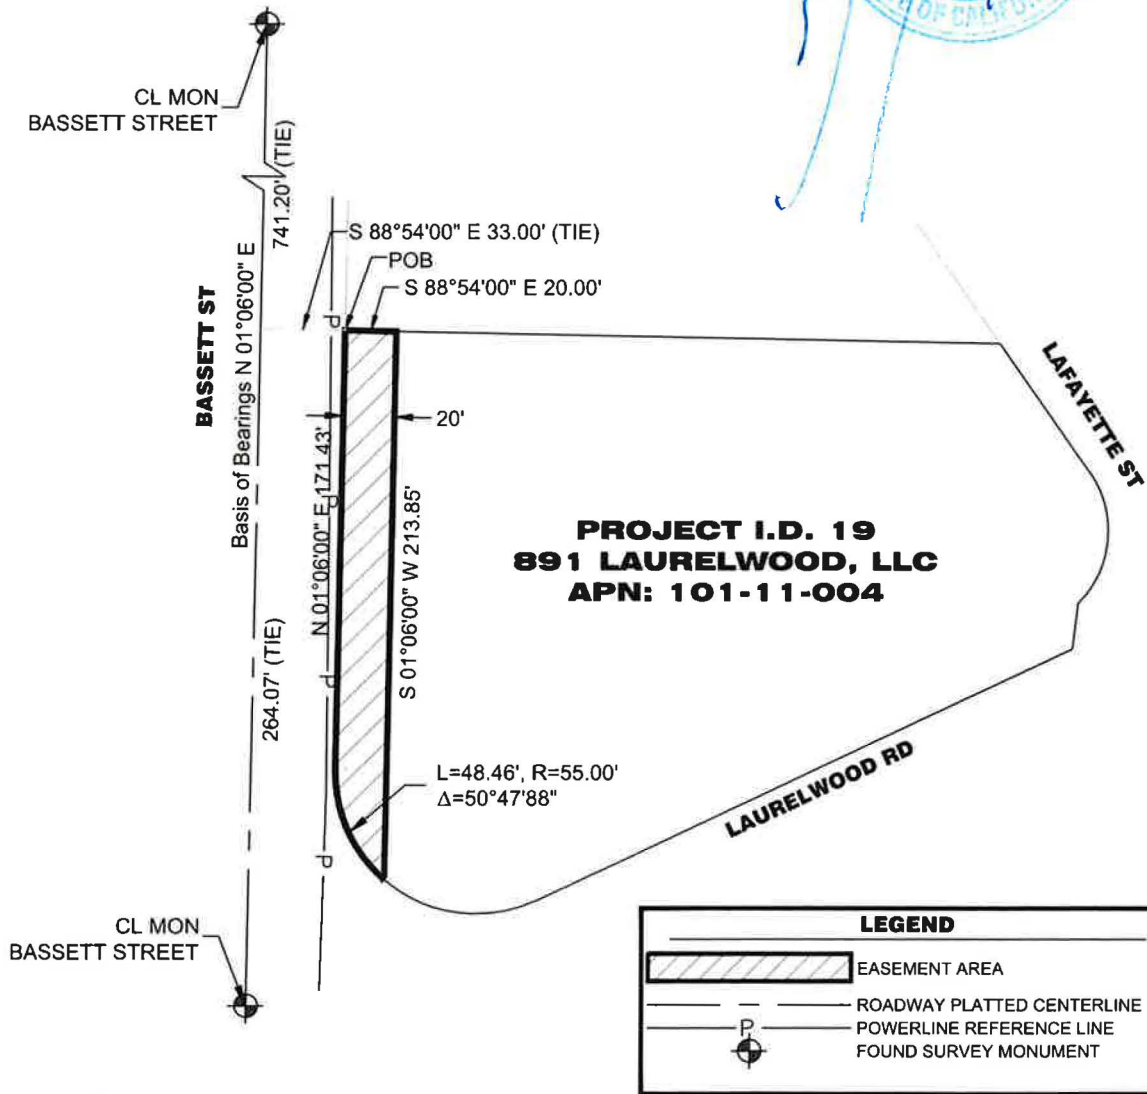 OF CALIFOR
CL MON
BASSETT STREET
741.20' (TIE)
S 88°54'00" E 33.00' (TIE)
POB
S 88°54'00" E 20.00'
BASSETT ST
Basis of Bearings N 01°06'00" E
P
LAFAYETTE ST
20'
N 01°06'00" E 171.43'
P
S 01°06'00" W 213.85'
PROJECT I.D. 19
891 LAURELWOOD, LLC
APN: 101-11-004
264.07' (TIE)
P
L=48.46', R=55.00'
Δ=50°47'88"
LAURELWOOD RD
P
CL MON
BASSETT STREET
LEGEND
EASEMENT AREA
ROADWAY PLATTED CENTERLINE
P
POWERLINE REFERENCE LINE
FOUND SURVEY MONUMENT